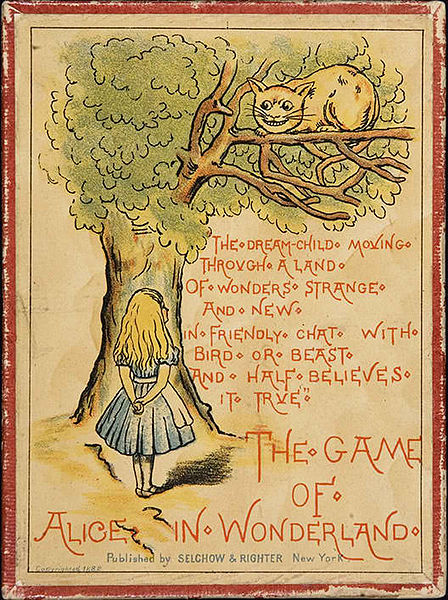 THE·DREAM-CHILD·MOVING·
THROUGH·A LAND·
OF·WONDERS·STRANGE·
AND·NEW·
IN·FRIENDLY·CHAT·WITH·
BIRD·OR·BEAST·
AND·HALF·BELIEVES·
IT·TRUE"·
THE·GAME
OF·
ALICE·IN·WONDERLAND·
Published by SELCHOW & RIGHTER New York
Copyrighted,